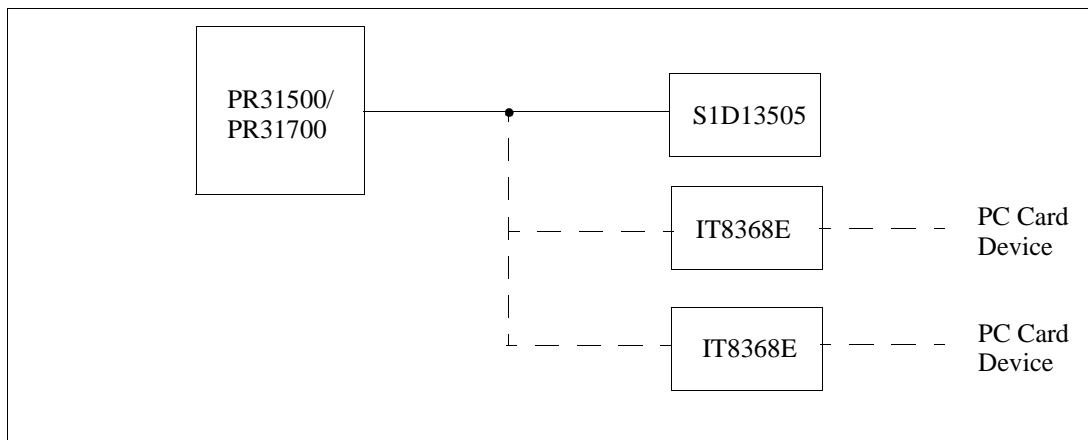 PR31500/
PR31700
S1D13505
IT8368E
PC Card
Device
IT8368E
PC Card
Device